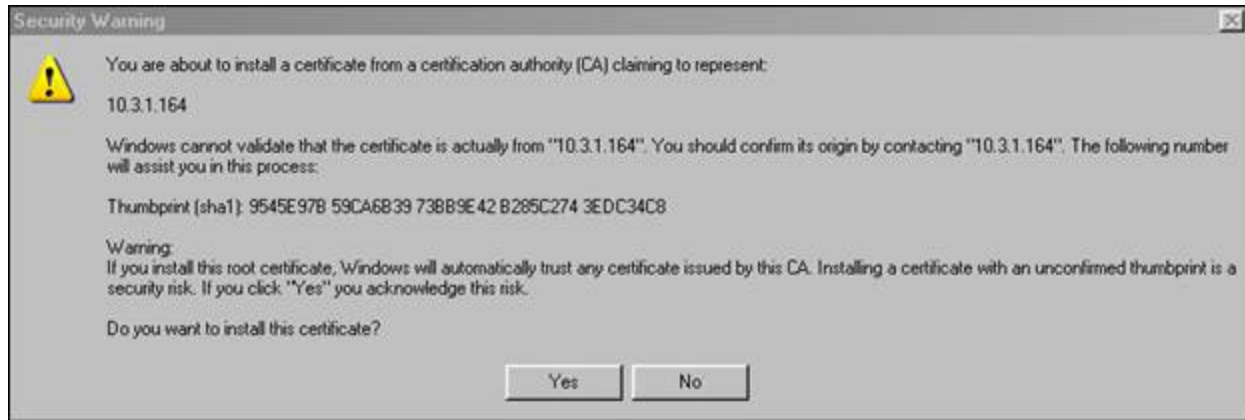 Security Warning
You are about to install a certificate from a certification authority (CA) claiming to represent:
10.3.1.164
Windows cannot validate that the certificate is actually from "10.3.1.164". You should confirm its origin by contacting "10.3.1.164". The following number
will assist you in this process:
Thumbprint (sha1): 9545E97B 59CA6B39 73BB9E42 B285C274 3EDC34C8
Warning:
If you install this root certificate, Windows will automatically trust any certificate issued by this CA. Installing a certificate with an unconfirmed thumbprint is a
security risk. If you click "Yes" you acknowledge this risk.
Do you want to install this certificate?
Yes
No